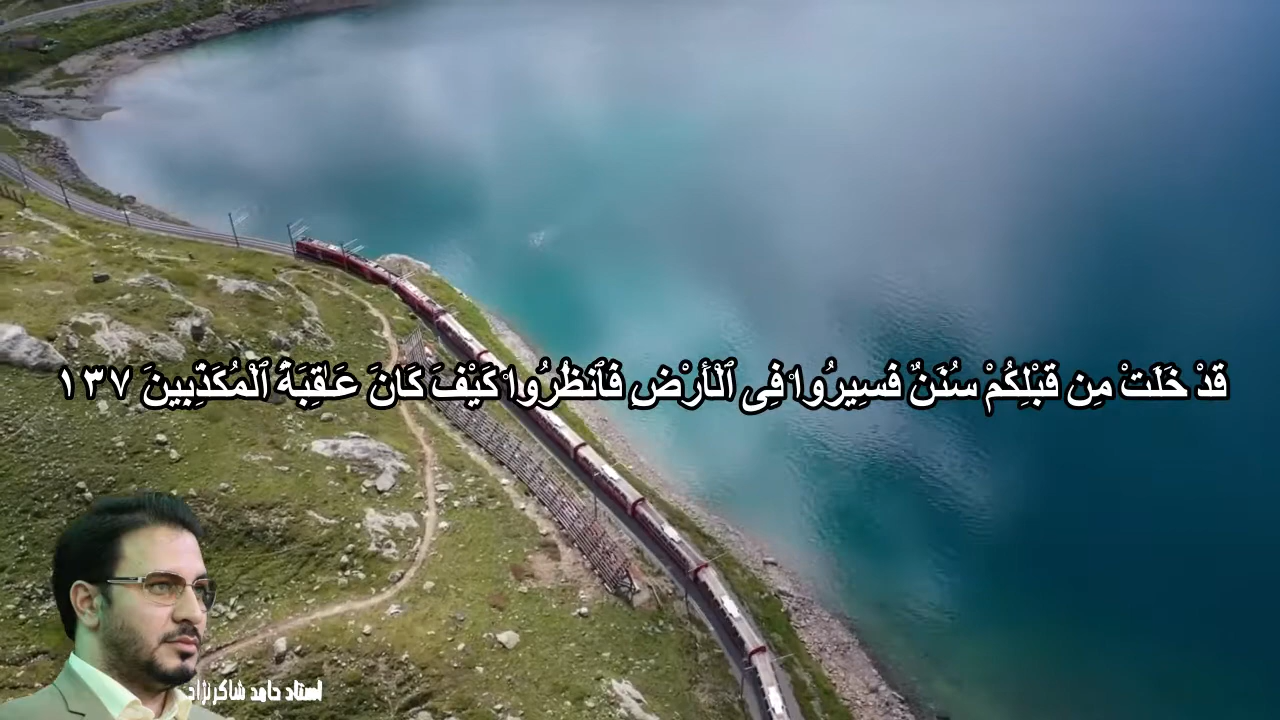 قَدْ خَلَتْ مِن قَبْلِكُمْ سُنَنٌ فَسِيرُوا۟ فِى ٱلْأَرْضِ فَٱنظُرُوا۟ كَيْفَ كَانَ عَـٰقِبَةُ ٱلْمُكَذِّبِينَ ١٣٧
استاد حامد شاکرنژاد